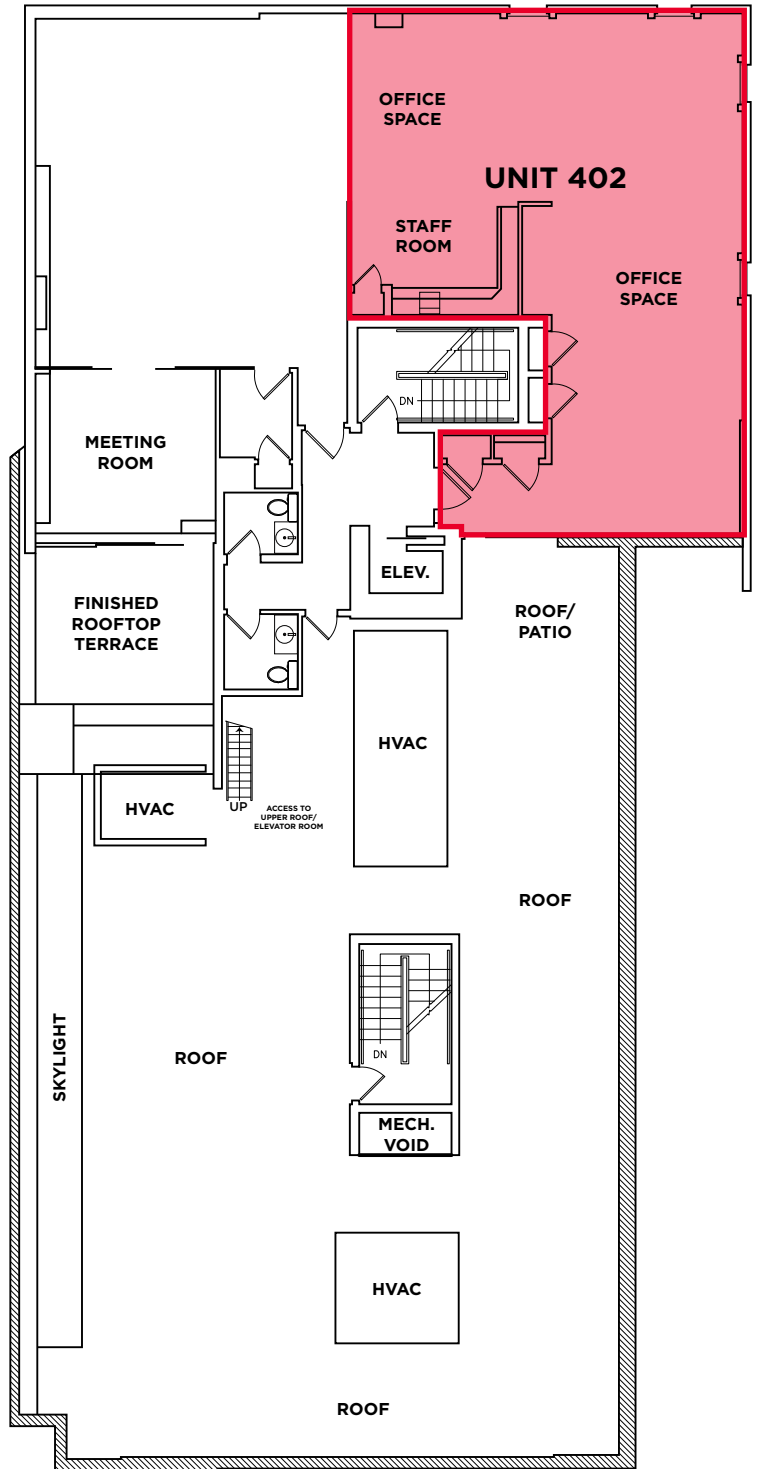 OFFICE
SPACE
UNIT 402
STAFF
ROOM
OFFICE
SPACE
DN
MEETING
ROOM
ELEV.
FINISHED
ROOFTOP
TERRACE
ROOF/
PATIO
HVAC
HVAC
UP
ACCESS TO
UPPER ROOF/
ELEVATOR ROOM
ROOF
SKYLIGHT
ROOF
DN
MECH.
VOID
HVAC
ROOF